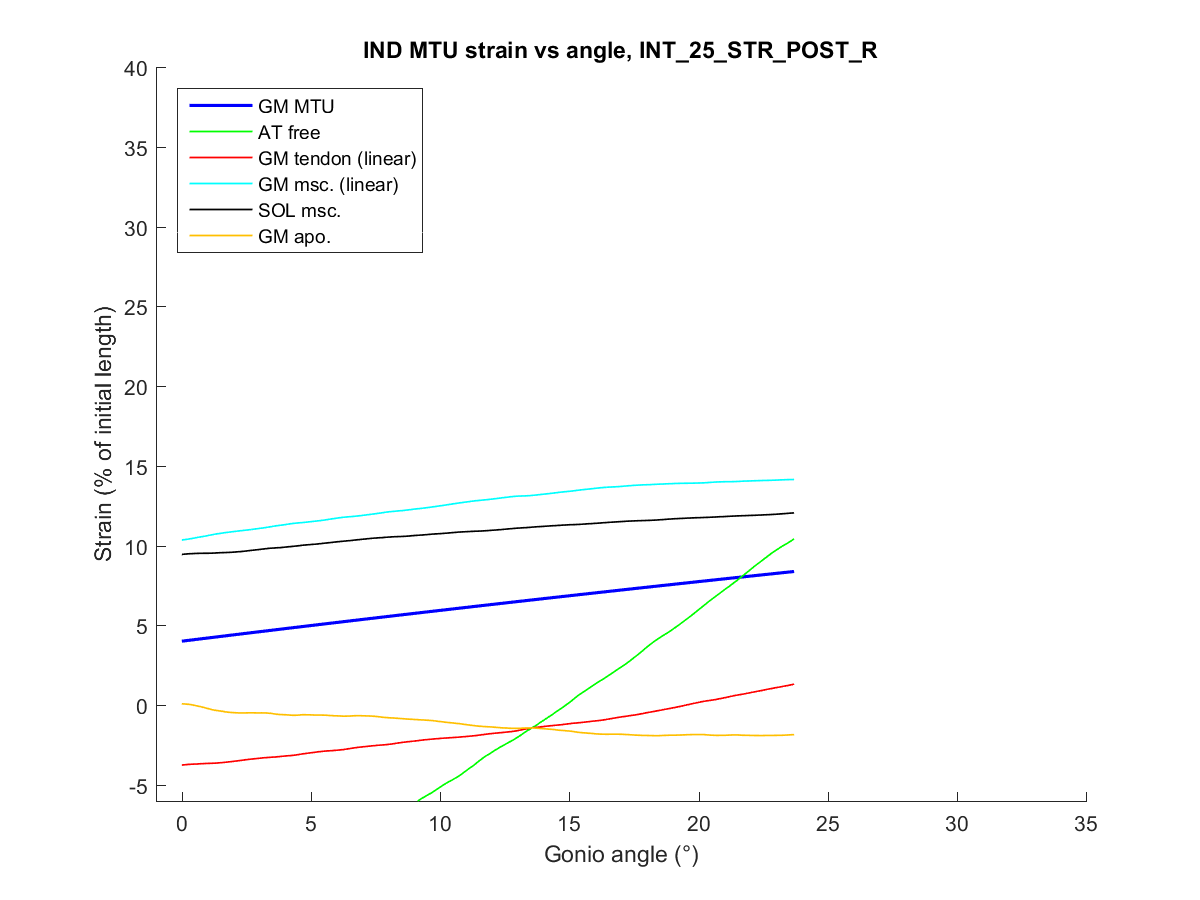 IND MTU strain vs angle, INT_25_STR_POST_R
40
35
30
25
20
15
10
5
0
-5
Strain (% of initial length)
GM MTU
AT free
GM tendon (linear)
GM msc. (linear)
SOL msc.
GM apo.
0 5 10 15 20 25 30 35
Gonio angle (°)